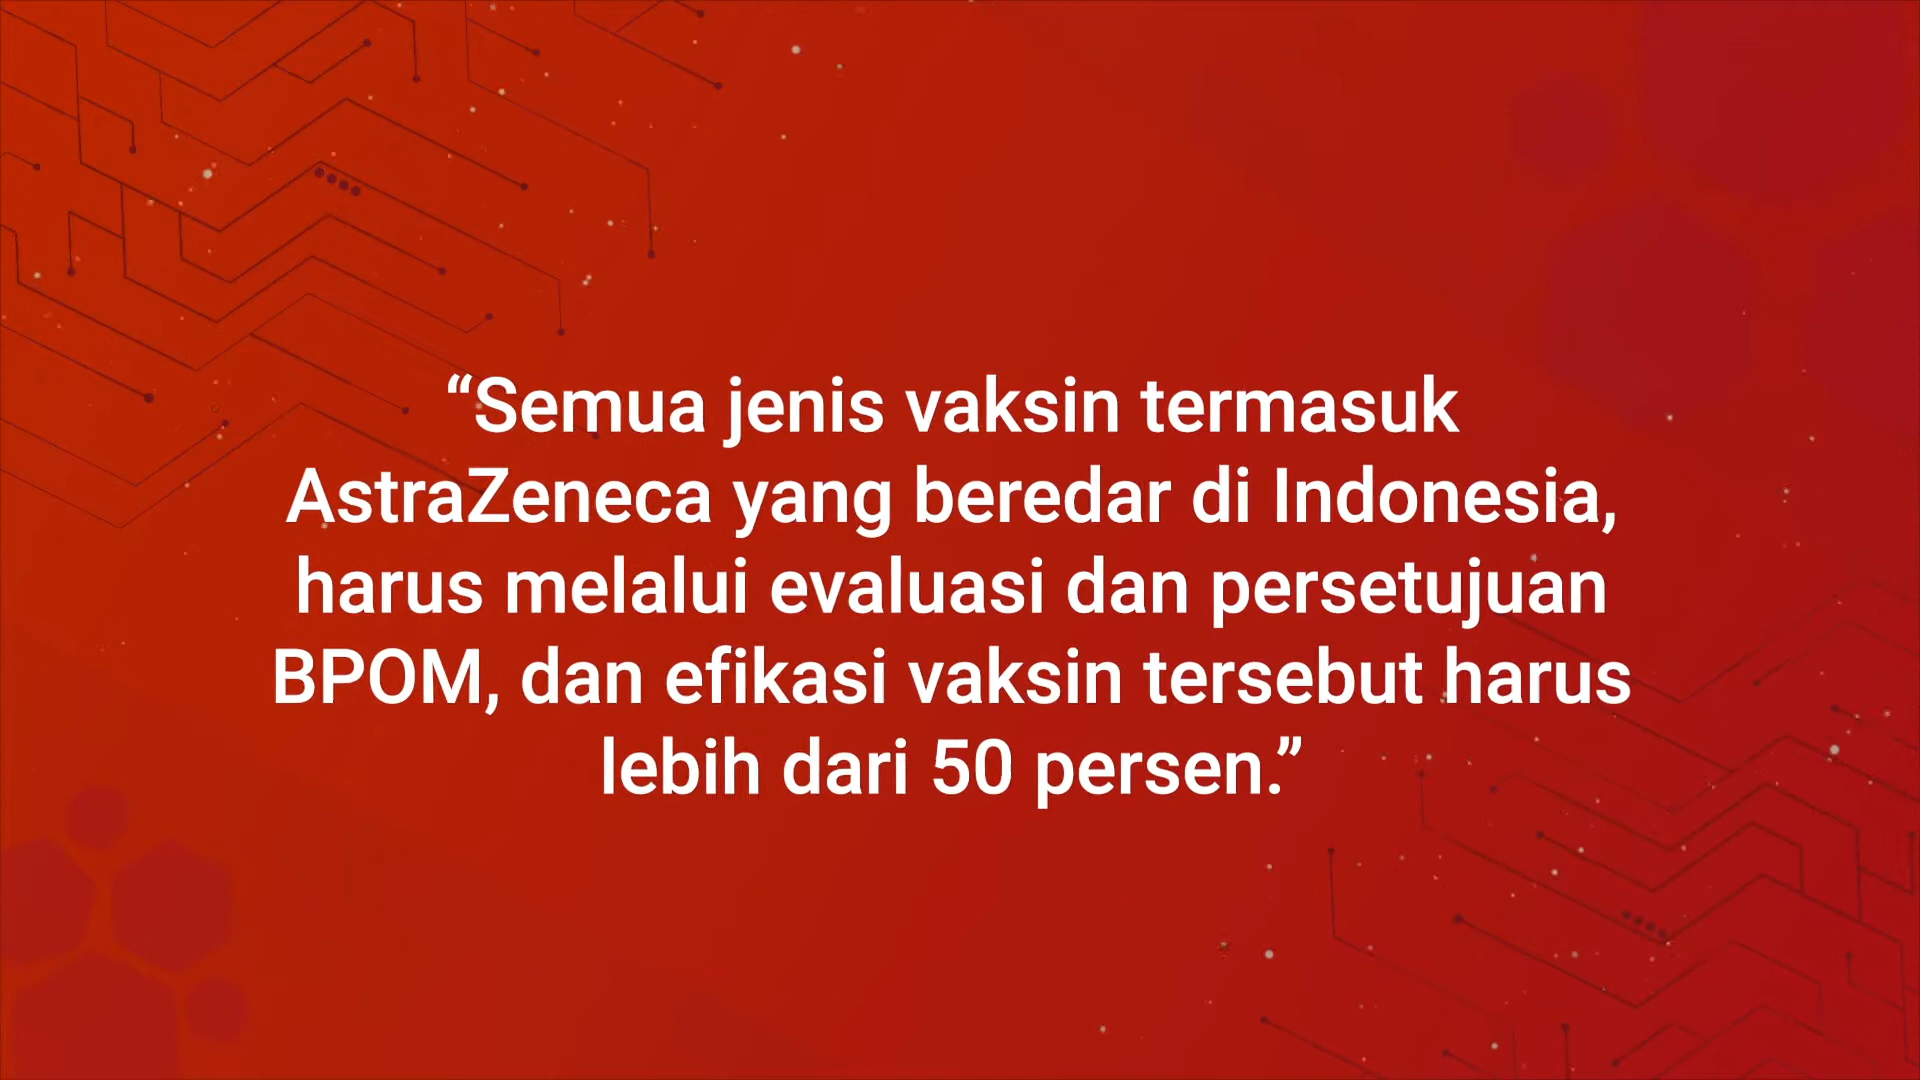 “Semua jenis vaksin termasuk
AstraZeneca yang beredar di Indonesia,
harus melalui evaluasi dan persetujuan
BPOM, dan efikasi vaksin tersebut harus
lebih dari 50 persen.”